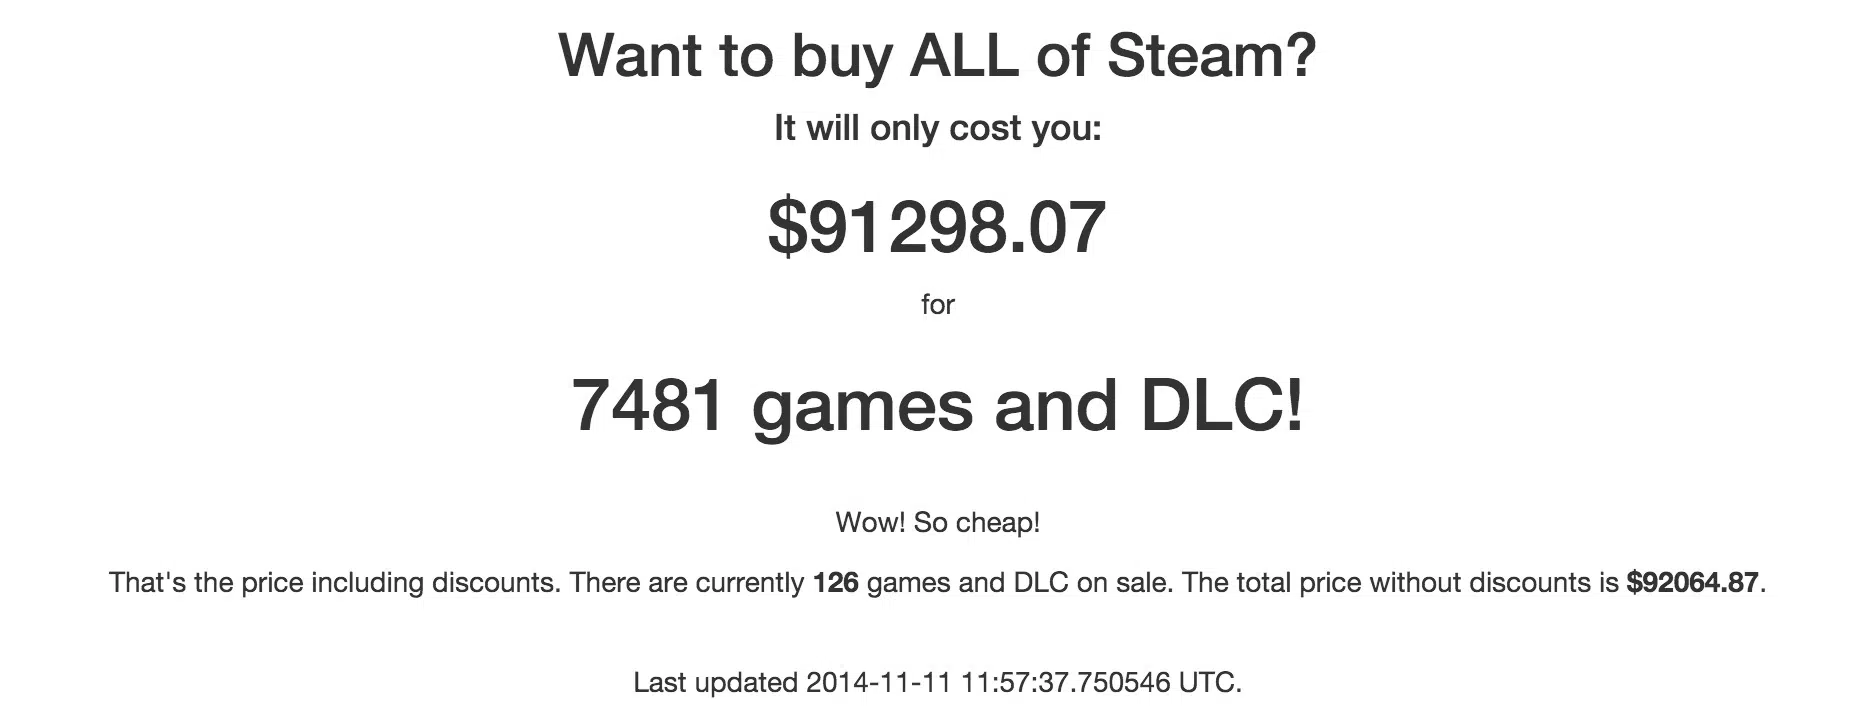 Want to buy ALL of Steam?
It will only cost you:
$91298.07
for
7481 games and DLC!
Wow! So cheap!
That's the price including discounts. There are currently 126 games and DLC on sale. The total price without discounts is $92064.87.
Last updated 2014-11-11 11:57:37.750546 UTC.